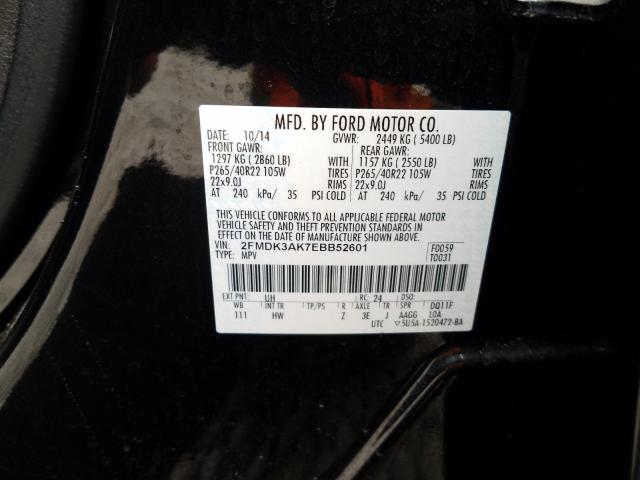 MFD. BY FORD MOTOR CO.
DATE: 10/14 GVWR: 2449 KG ( 5400 LB)
FRONT GAWR: REAR GAWR:
1297 KG ( 2860 LB) WITH 1157 KG ( 2550 LB) WITH
P265/40R22 105W TIRES P265/40R22 105W TIRES
22x9.0J RIMS 22x9.0J RIMS
AT 240 kPa/ 35 PSI COLD AT 240 kPa/ 35 PSI COLD
THIS VEHICLE CONFORMS TO ALL APPLICABLE FEDERAL MOTOR
VEHICLE SAFETY AND THEFT PREVENTION STANDARDS IN
EFFECT ON THE DATE OF MANUFACTURE SHOWN ABOVE.
VIN: 2FMDK3AK7EBB52601 F0059
TYPE: MPV T0031
EXT PNT: UH RC: 24 DSO:
WB INT TR TP/PS R AXLE TR SPR DQ11F
111 HW Z 3E J AAGG LOA
UTC 5U5A-1520472-BA